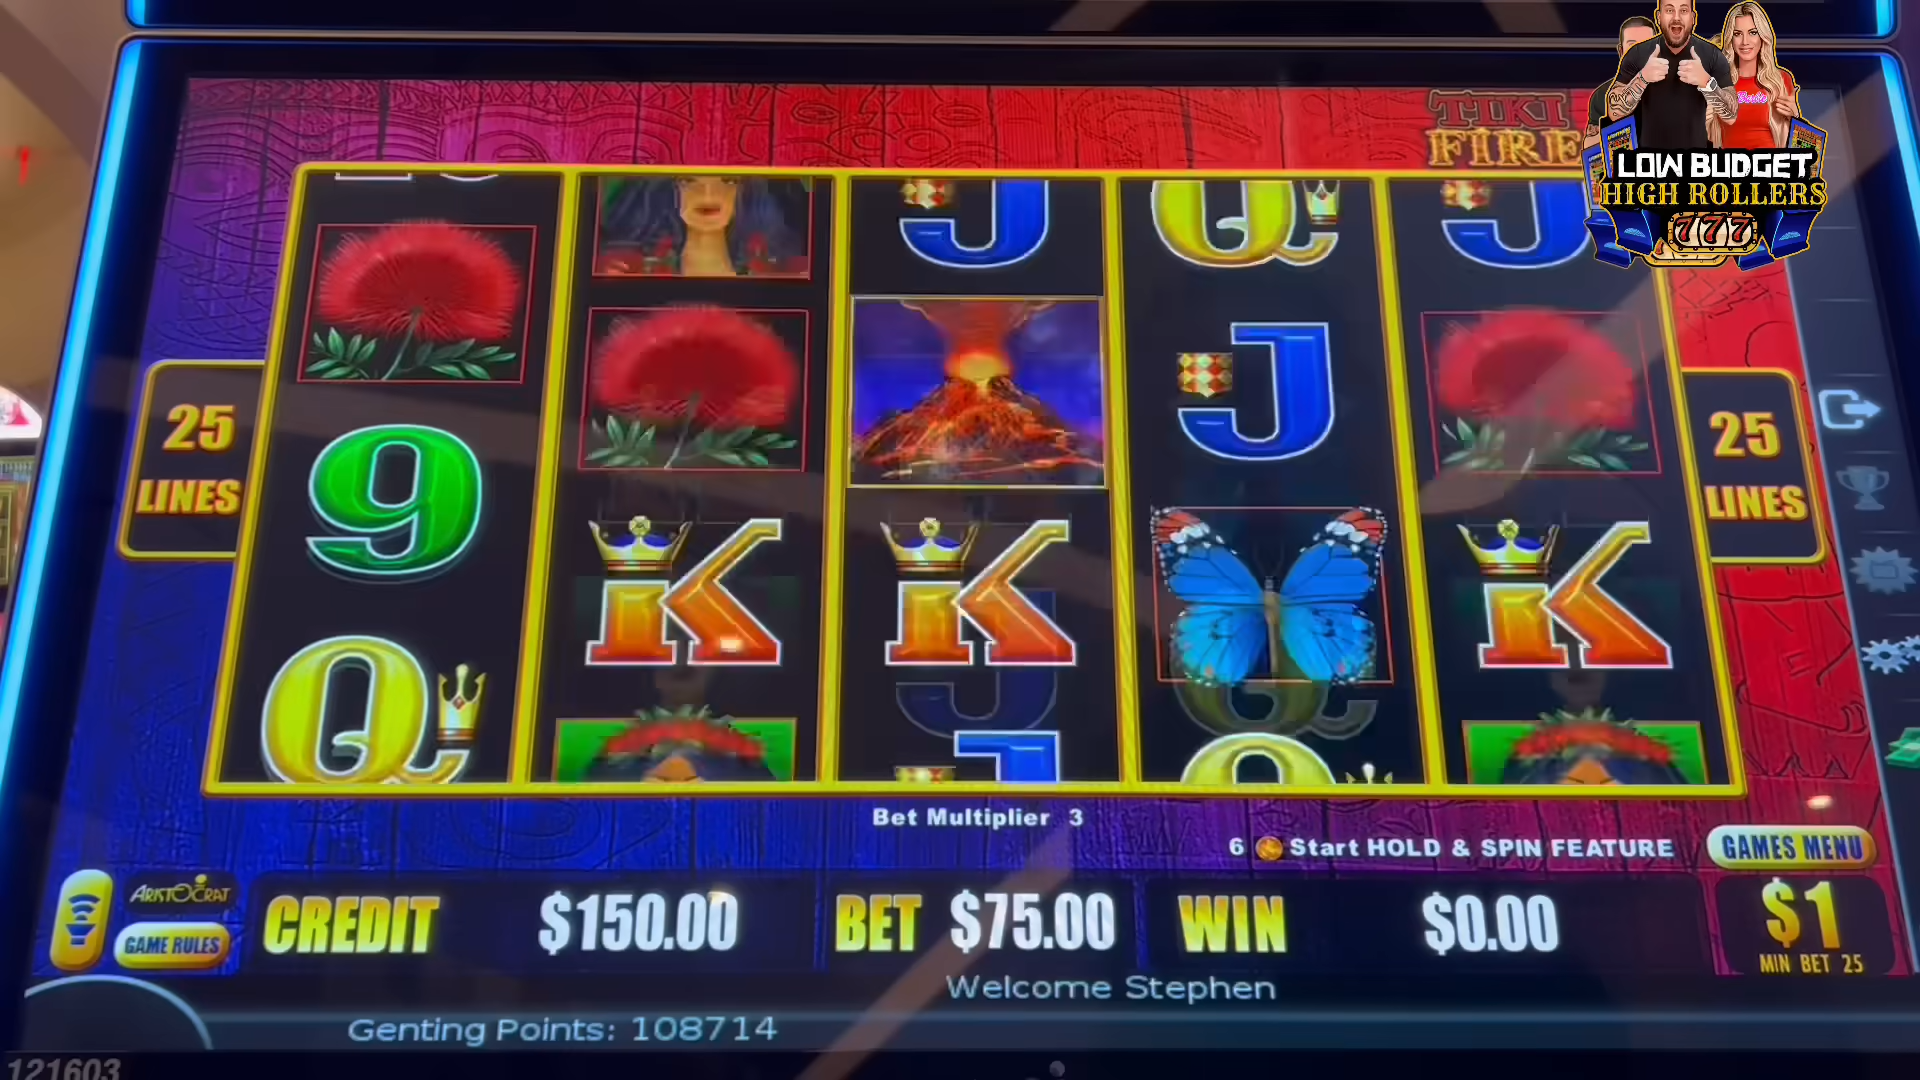 TIKI
FIRE
LOW BUDGET
HIGH ROLLERS
777
Barbie
J
Q
J
J
25
LINES
25
LINES
9
K
K
K
Q
J
Q
Bet Multiplier 3
6 Start HOLD & SPIN FEATURE
GAMES MENU
ARISTOCRAT
GAME RULES
CREDIT $150.00
BET $75.00
WIN $0.00
$1
MIN BET 25
Welcome Stephen
Genting Points: 108714
121603